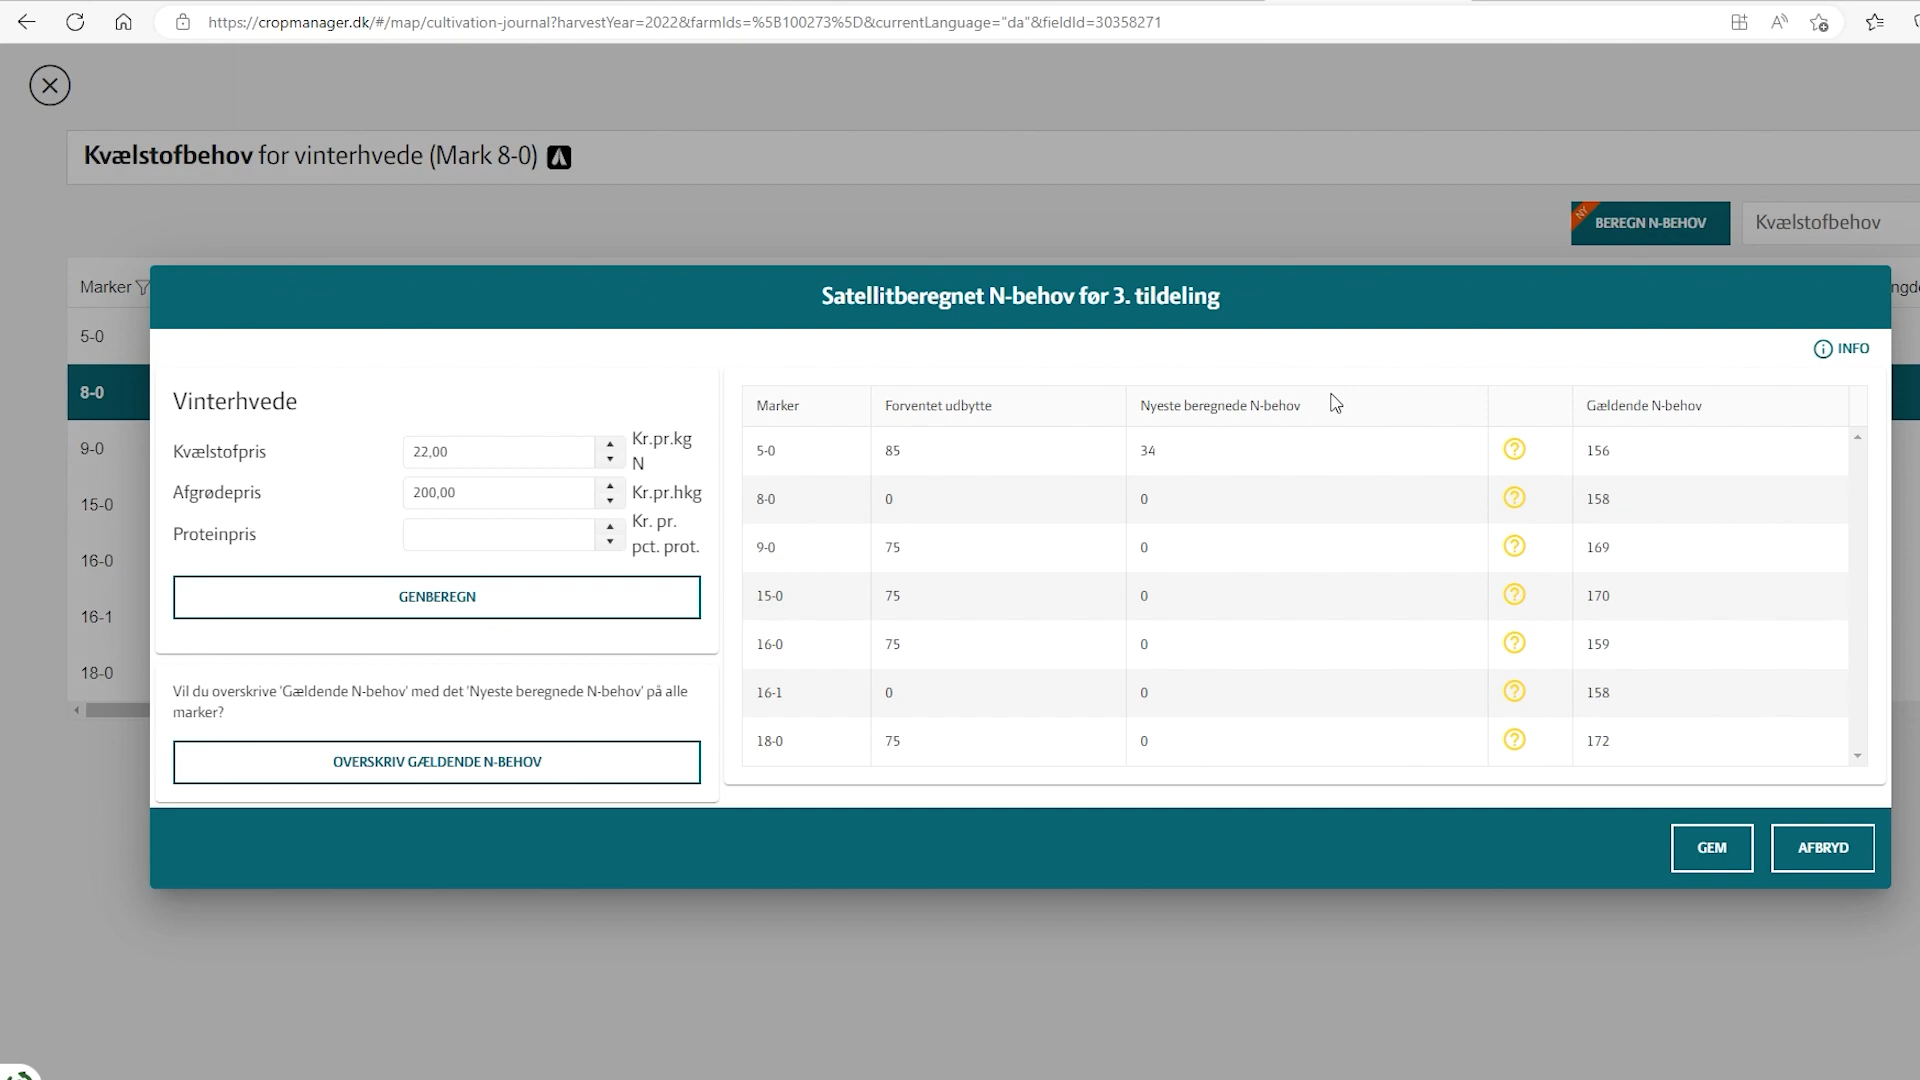 https://cropmanager.dk/#/map/cultivation-journal?harvestYear=2022&farmIds=%5B100273%5D&currentLanguage="da"&fieldId=30358271
Kvælstofbehov for vinterhvede (Mark 8-0)
NY BEREGN N-BEHOV Kvælstofbehov
Marker
5-0
8-0
9-0
15-0
16-0
16-1
18-0
Satellitberegnet N-behov før 3. tildeling
INFO
Vinterhvede
Kvælstofpris 22,00 Kr.pr.kg
N
Afgrødepris 200,00 Kr.pr.hkg
Proteinpris Kr. pr.
pct. prot.
GENBEREGN
Vil du overskrive 'Gældende N-behov' med det 'Nyeste beregnede N-behov' på alle
marker?
OVERSKRIV GÆLDENDE N-BEHOV
Marker Forventet udbytte Nyeste beregnede N-behov Gældende N-behov
5-0 85 34 156
8-0 0 0 158
9-0 75 0 169
15-0 75 0 170
16-0 75 0 159
16-1 0 0 158
18-0 75 0 172
GEM AFBRYD